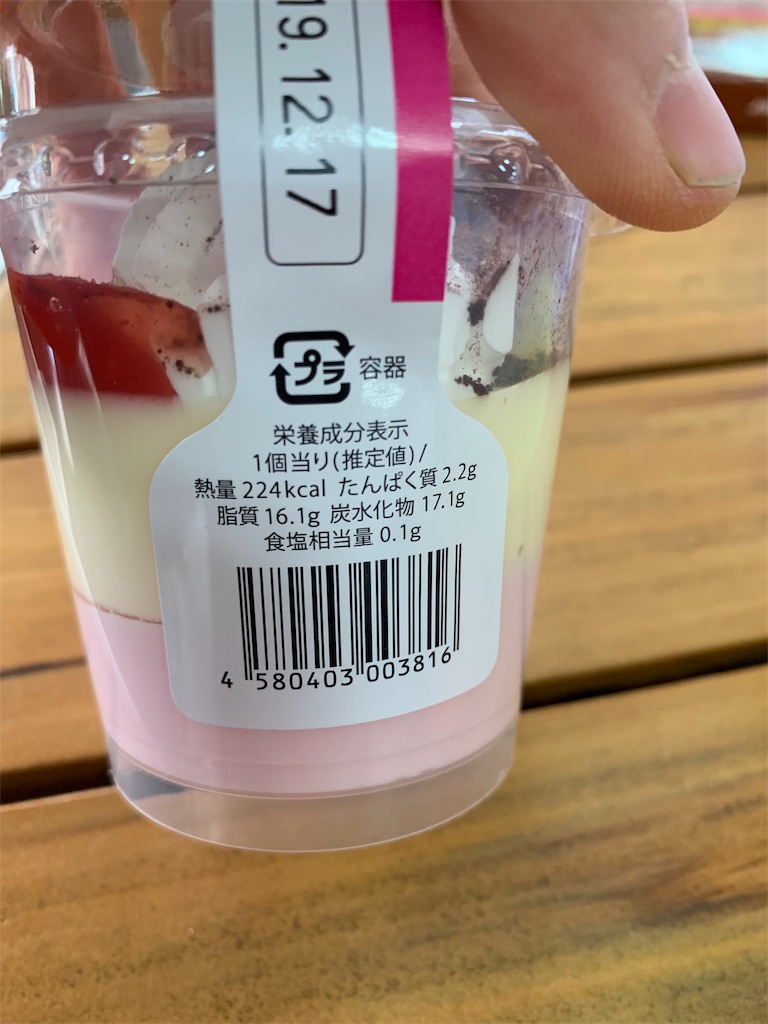 19.12.17
プラ 容器
栄養成分表示
1個当り(推定値)/
熱量 224kcal たんぱく質 2.2g
脂質 16.1g 炭水化物 17.1g
食塩相当量 0.1g
4 580403 003816